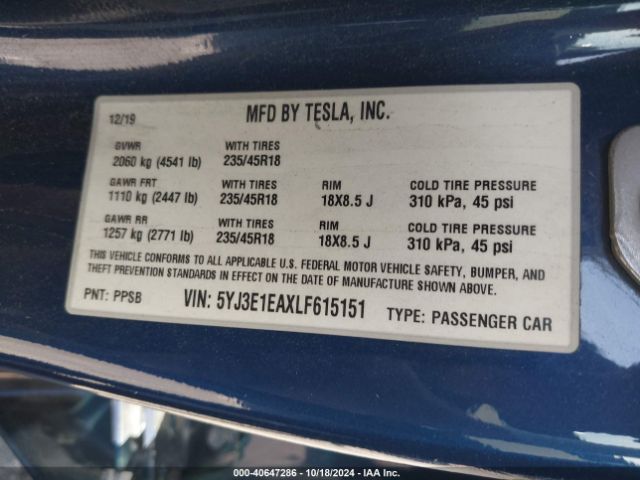 12/19 MFD BY TESLA, INC.
GVWR WITH TIRES
2060 kg (4541 lb) 235/45R18
GAWR FRT WITH TIRES RIM COLD TIRE PRESSURE
1110 kg (2447 lb) 235/45R18 18X8.5 J 310 kPa, 45 psi
GAWR RR WITH TIRES RIM COLD TIRE PRESSURE
1257 kg (2771 lb) 235/45R18 18X8.5 J 310 kPa, 45 psi
THIS VEHICLE CONFORMS TO ALL APPLICABLE U.S. FEDERAL MOTOR VEHICLE SAFETY, BUMPER, AND
THEFT PREVENTION STANDARDS IN EFFECT ON THE DATE OF MANUFACTURE SHOWN ABOVE.
PNT: PPSB VIN: 5YJ3E1EAXLF615151 TYPE: PASSENGER CAR
000-40647286 | 10/18/2024 | IAA Inc.